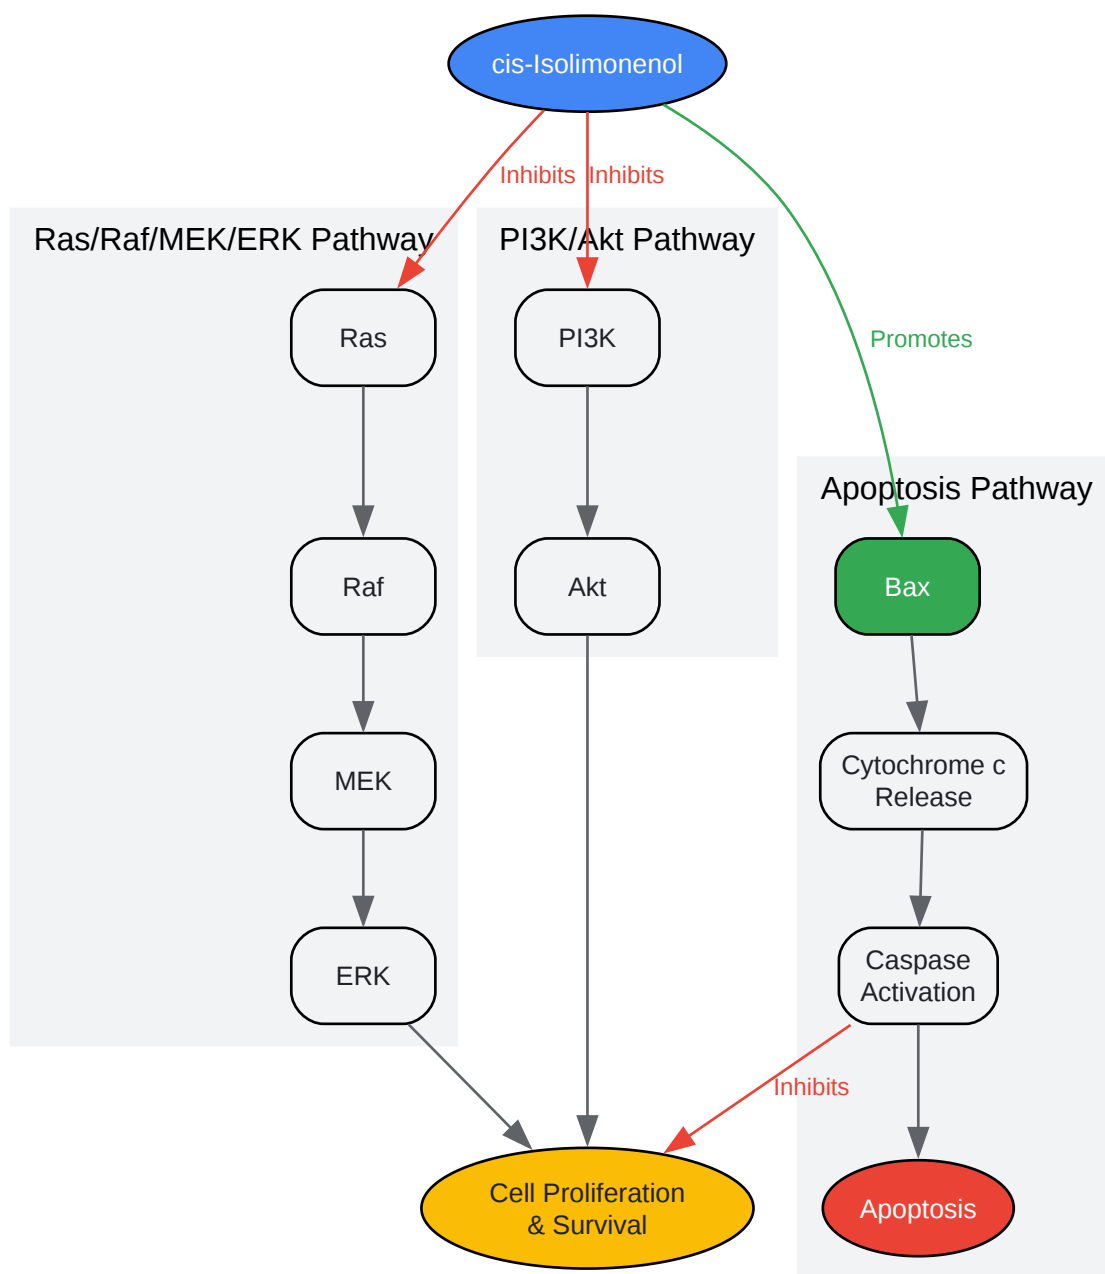 cis-Isolimonenol
Inhibits
Inhibits
Ras/Raf/MEK/ERK Pathway
PI3K/Akt Pathway
Ras
PI3K
Promotes
Apoptosis Pathway
Raf
Akt
Bax
MEK
Cytochrome c
Release
ERK
Caspase
Activation
Inhibits
Cell Proliferation
& Survival
Apoptosis